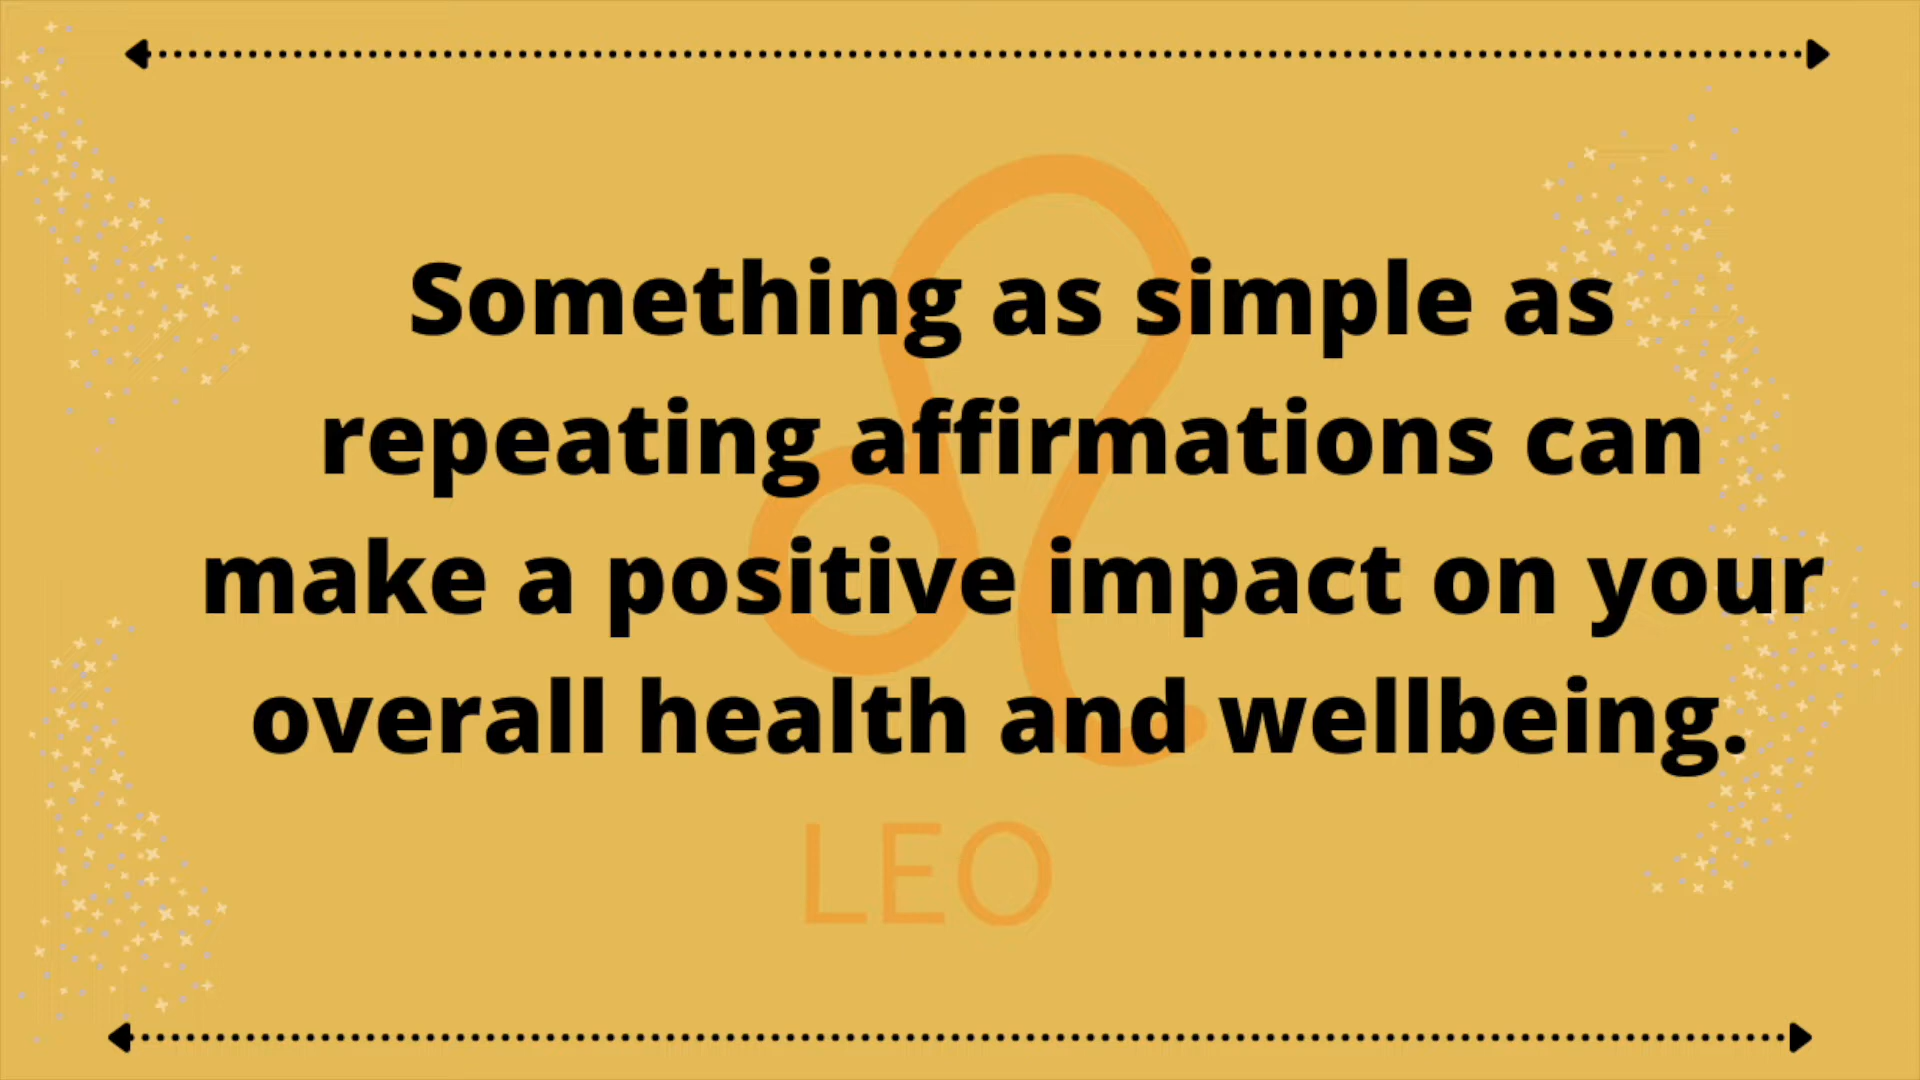 Something as simple as
repeating affirmations can
make a positive impact on your
overall health and wellbeing.
LEO